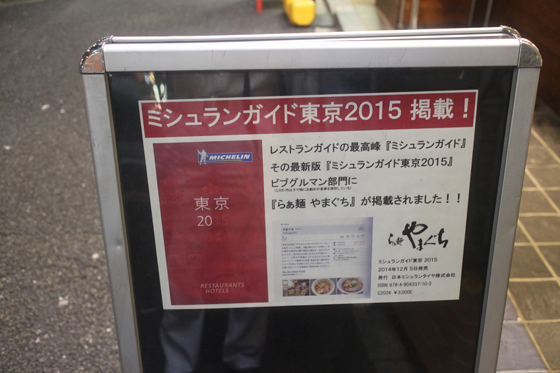 ミシュランガイド東京2015 掲載！
レストランガイドの最高峰『ミシュランガイド』
その最新版『ミシュランガイド東京2015』
ビブグルマン部門に
『らぁ麺 やまぐち』が掲載されました！！
MICHELIN
東京
20
RESTAURANTS
HOTELS
らぁ麺 やまぐち
ミシュランガイド東京 2015
2014年12月5日発売
発行 日本ミシュランタイヤ株式会社